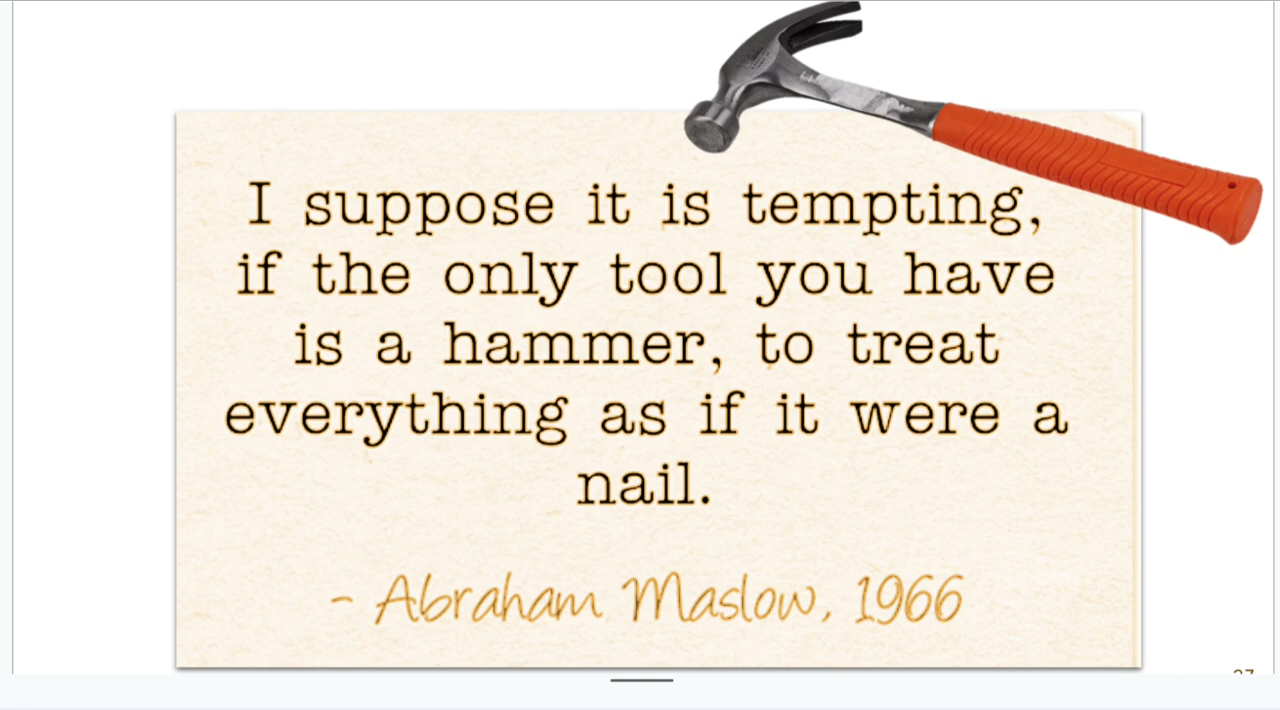 I suppose it is tempting,
if the only tool you have
is a hammer, to treat
everything as if it were a
nail.
- Abraham Maslow, 1966